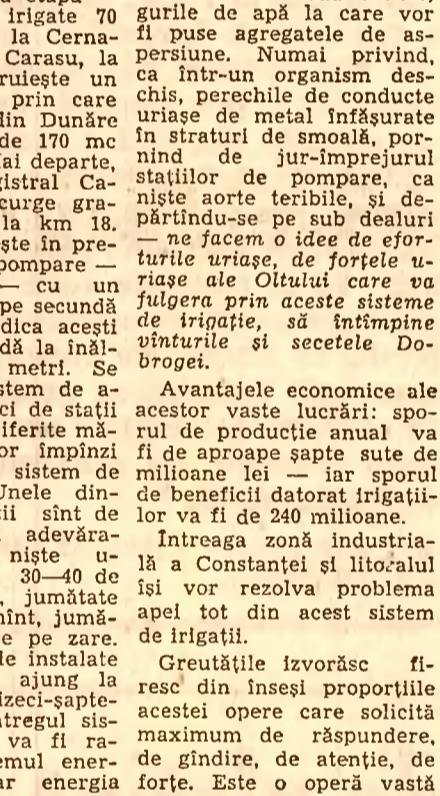 irigate 70
la Cerna-
Carasu, la
ruiește un
prin care
din Dunăre
de 170 mc
departe,
gistral Ca-
curge gra-
la km 18.
ște în pre-
pompare —
— cu un
pe secundă
dica acești
dă la înăl-
metri. Se
stem de a-
ci de stații
iferite mă-
or împînzi
sistem de
Unele din-
ii sînt de
adevăra-
niște u-
30—40 de
, jumătate
mînt, jumă-
e pe zare.
le instalate
ajung la
izeci-șapte-
ntregul sis-
va fi ra-
emul ener-
ar energia
gurile de apă la care vor
fi puse agregatele de as-
persiune. Numai privind,
ca într-un organism des-
chis, perechile de conducte
uriașe de metal înfășurate
în straturi de smoală, por-
nind de jur-împrejurul
stațiilor de pompare, ca
niște aorte teribile, și de-
părtîndu-se pe sub dealuri
— ne facem o idee de efor-
turile uriașe, de forțele u-
riașe ale Oltului care va
fulgera prin aceste sisteme
de irigație, să întîmpine
vînturile și secetele Do-
brogei.
Avantajele economice ale
acestor vaste lucrări: spo-
rul de producție anual va
fi de aproape șapte sute de
milioane lei — iar sporul
de beneficii datorat irigații-
lor va fi de 240 milioane.
Întreaga zonă industria-
lă a Constanței și litoralul
își vor rezolva problema
apei tot din acest sistem
de irigații.
Greutățile izvorăsc fi-
resc din înseși proporțiile
acestei opere care solicită
maximum de răspundere,
de gîndire, de atenție, de
forțe. Este o operă vastă